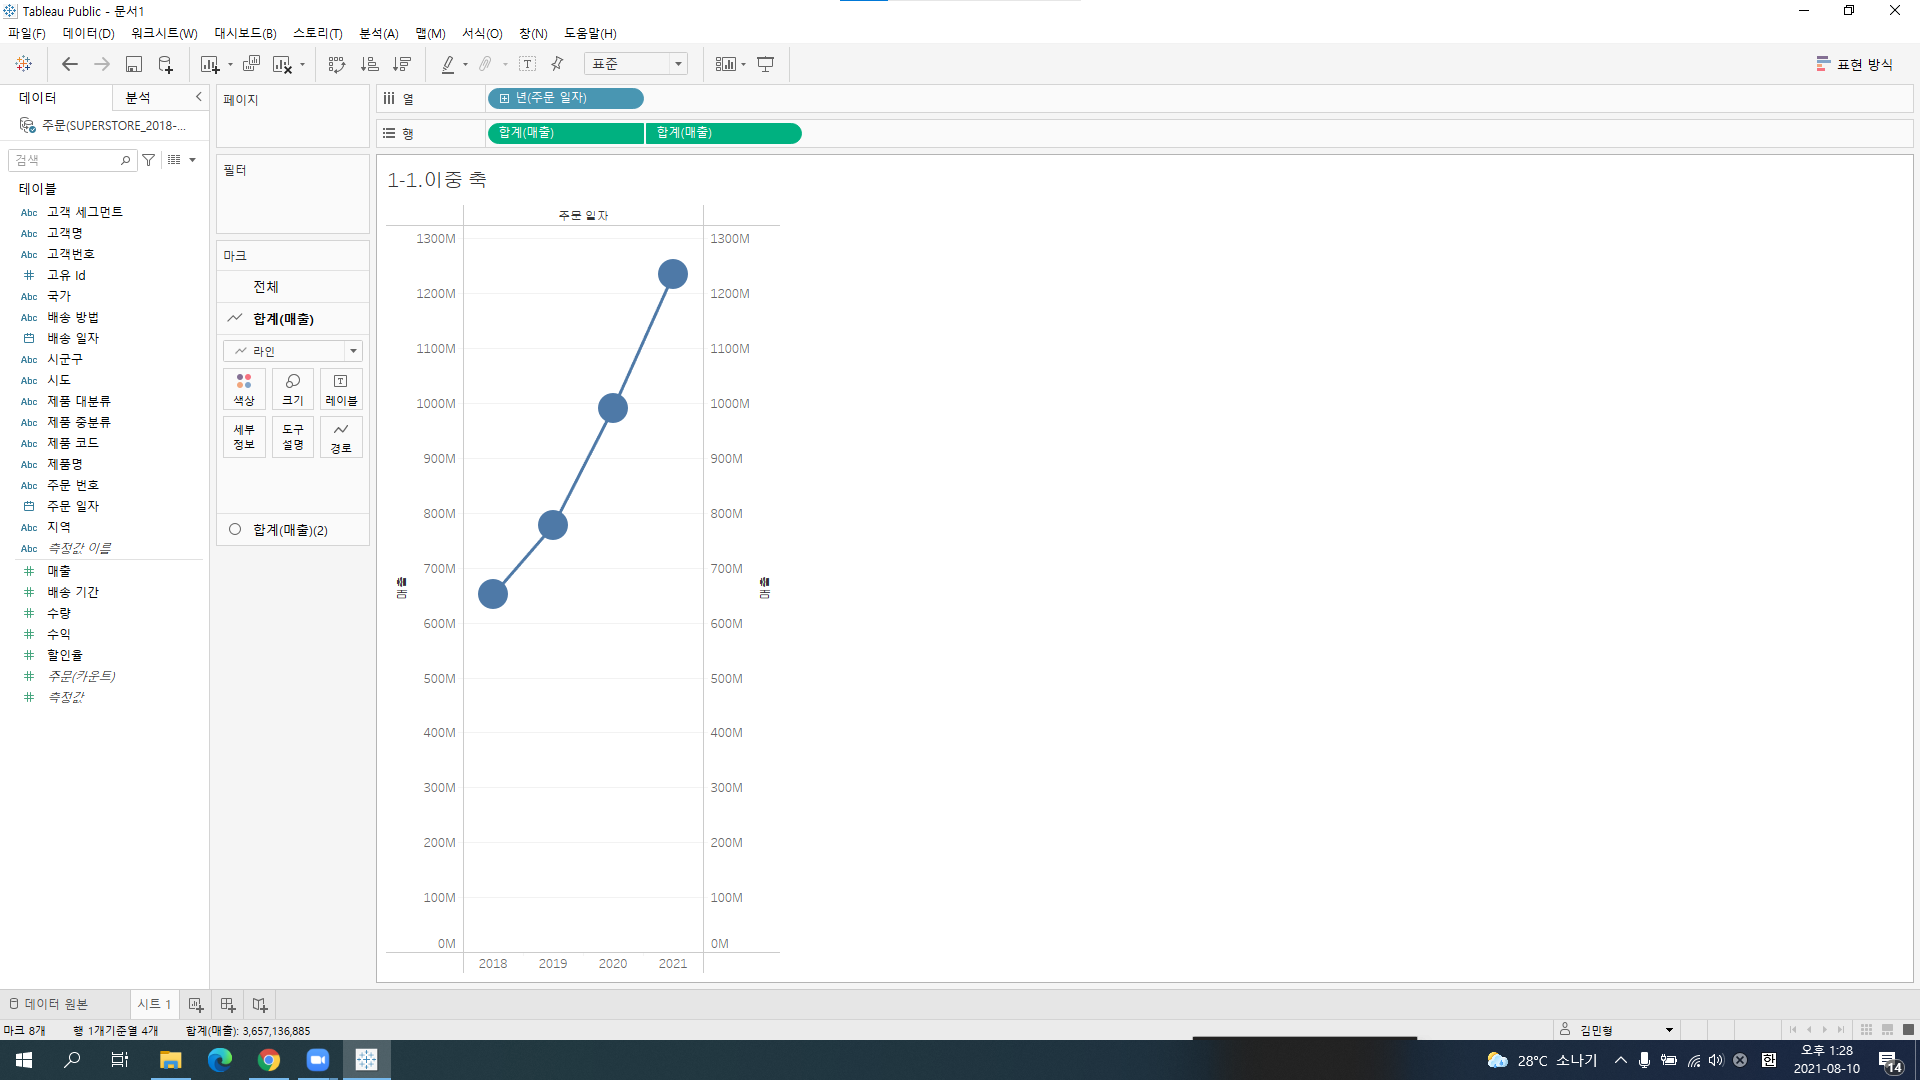 Tableau Public - 문서1
파일(F) 데이터(D) 워크시트(W) 대시보드(B) 스토리(T) 분석(A) 맵(M) 서식(O) 창(N) 도움말(H)
표준
표현 방식
데이터 분석
주문(SUPERSTORE_2018-...
검색
테이블
Abc 고객 세그먼트
Abc 고객명
Abc 고객번호
# 고유 Id
Abc 국가
Abc 배송 방법
배송 일자
Abc 시군구
Abc 시도
Abc 제품 대분류
Abc 제품 중분류
Abc 제품 코드
Abc 제품명
Abc 주문 번호
주문 일자
Abc 지역
Abc 측정값 이름
# 매출
# 배송 기간
# 수량
# 수익
# 할인율
# 주문(카운트)
# 측정값
페이지
필터
마크
전체
합계(매출)
라인
색상 크기 레이블
세부 정보
도구 설명
경로
합계(매출)(2)
열 년(주문 일자)
행 합계(매출) 합계(매출)
1-1.이중 축
주문 일자
1300M 1300M
1200M 1200M
1100M 1100M
1000M 1000M
900M 900M
800M 800M
700M 700M
600M 600M
500M 500M
400M 400M
300M 300M
200M 200M
100M 100M
0M 0M
2018 2019 2020 2021
데이터 원본 시트 1
마크 8개 행 1개기준열 4개 합계(매출): 3,657,136,885
김민형
28°C 소나기
한
오후 1:28
2021-08-10
14